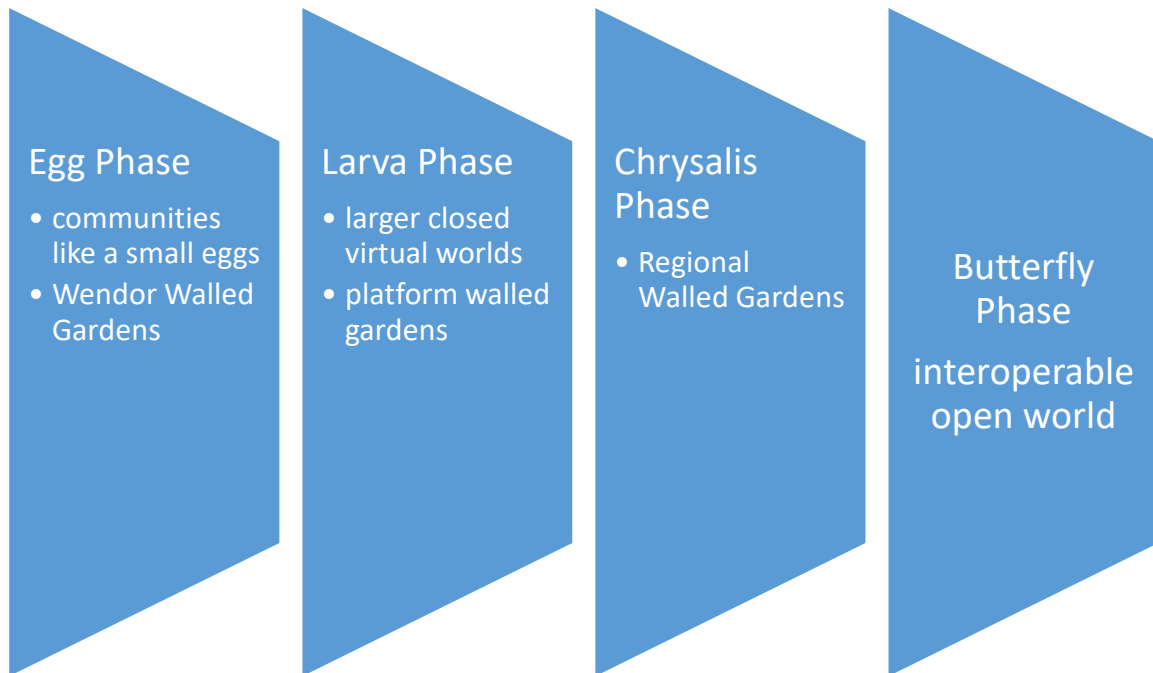 Egg Phase
• communities
like a small eggs
• Wendor Walled
Gardens
Larva Phase
• larger closed
virtual worlds
• platform walled
gardens
Chrysalis
Phase
• Regional
Walled Gardens
Butterfly
Phase
interoperable
open world